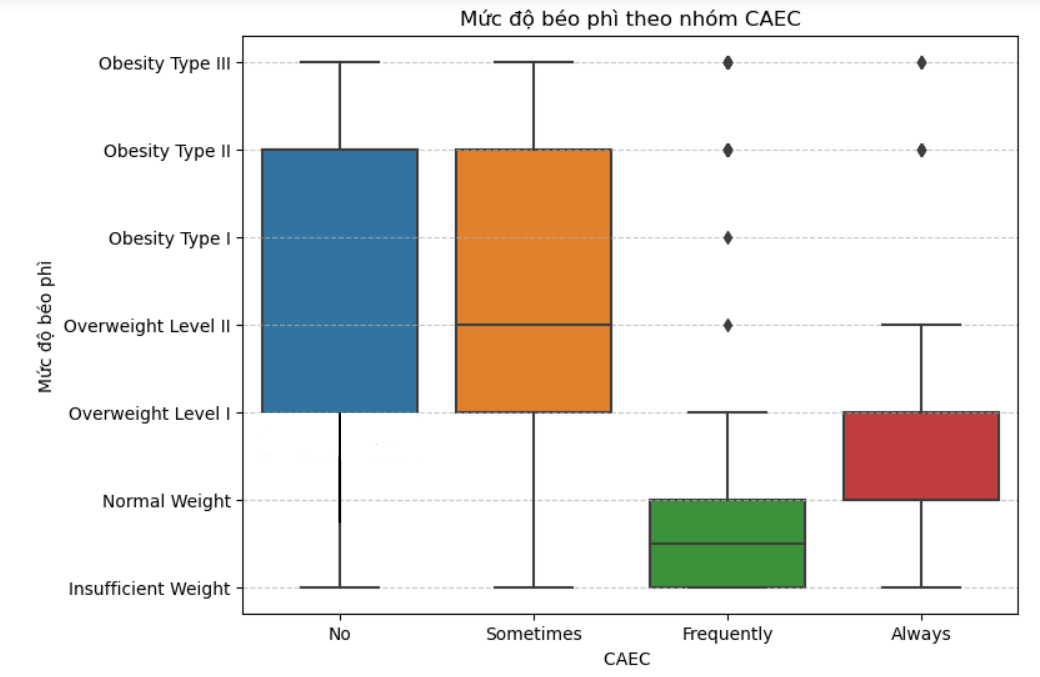 Mức độ béo phì theo nhóm CAEC
Mức độ béo phì
Obesity Type III
Obesity Type II
Obesity Type I
Overweight Level II
Overweight Level I
Normal Weight
Insufficient Weight
No
Sometimes
Frequently
Always
CAEC